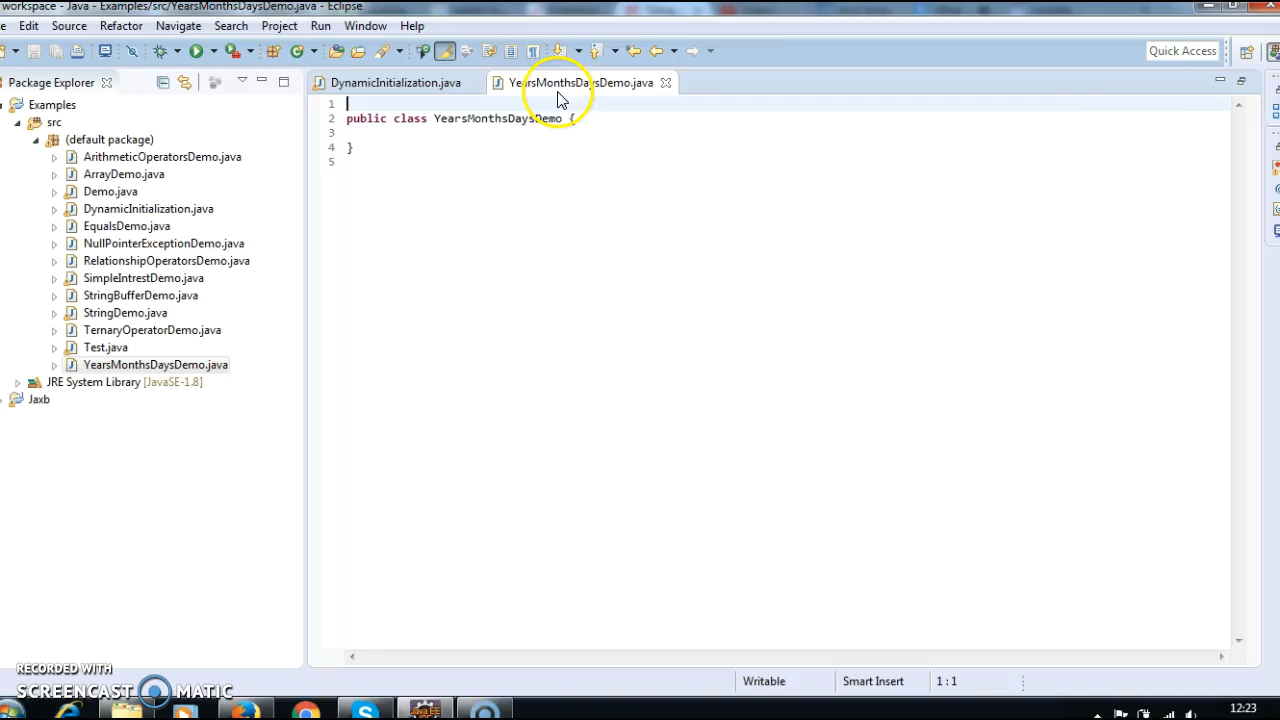 workspace - Java - Examples/src/YearsMonthsDaysDemo.java - Eclipse
Edit Source Refactor Navigate Search Project Run Window Help
Quick Access
Package Explorer
DynamicInitialization.java
YearsMonthsDaysDemo.java
Examples
src
(default package)
ArithmeticOperatorsDemo.java
ArrayDemo.java
Demo.java
DynamicInitialization.java
EqualsDemo.java
NullPointerExceptionDemo.java
RelationshipOperatorsDemo.java
SimpleIntrestDemo.java
StringBufferDemo.java
StringDemo.java
TernaryOperatorDemo.java
Test.java
YearsMonthsDaysDemo.java
JRE System Library [JavaSE-1.8]
Jaxb
1
2 public class YearsMonthsDaysDemo {
3
4 }
5
Writable
Smart Insert
1 : 1
RECORDED WITH
SCREENCAST MATIC
12:23